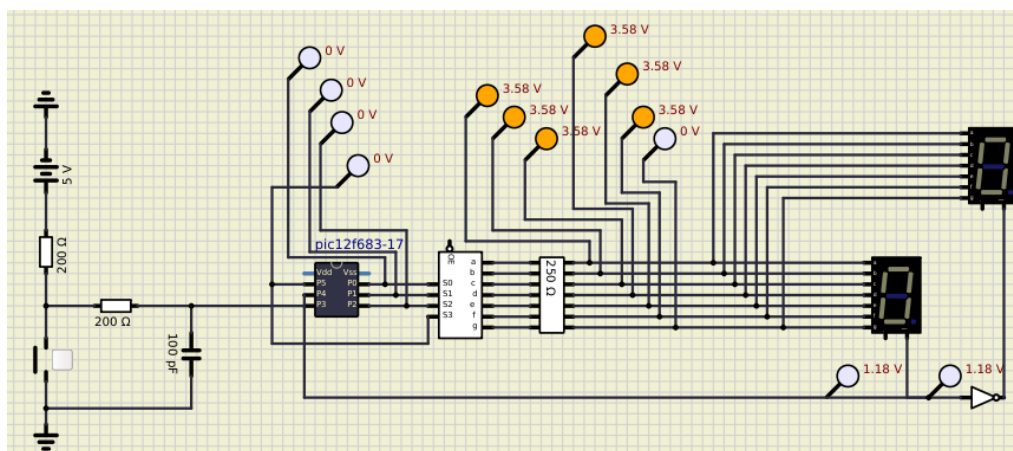 3.58 V
0 V
3.58 V
0 V
3.58 V
0 V
3.58 V
3.58 V
3.58 V
0 V
0 V
5 V
200 Ω
pic12f683-17
Vdd Vss
P5 P0
P4 P1
P3 P2
OE
a
b
S0 c
S1 d
S2 e
S3 f
g
250 Ω
200 Ω
100 pF
1.18 V
1.18 V